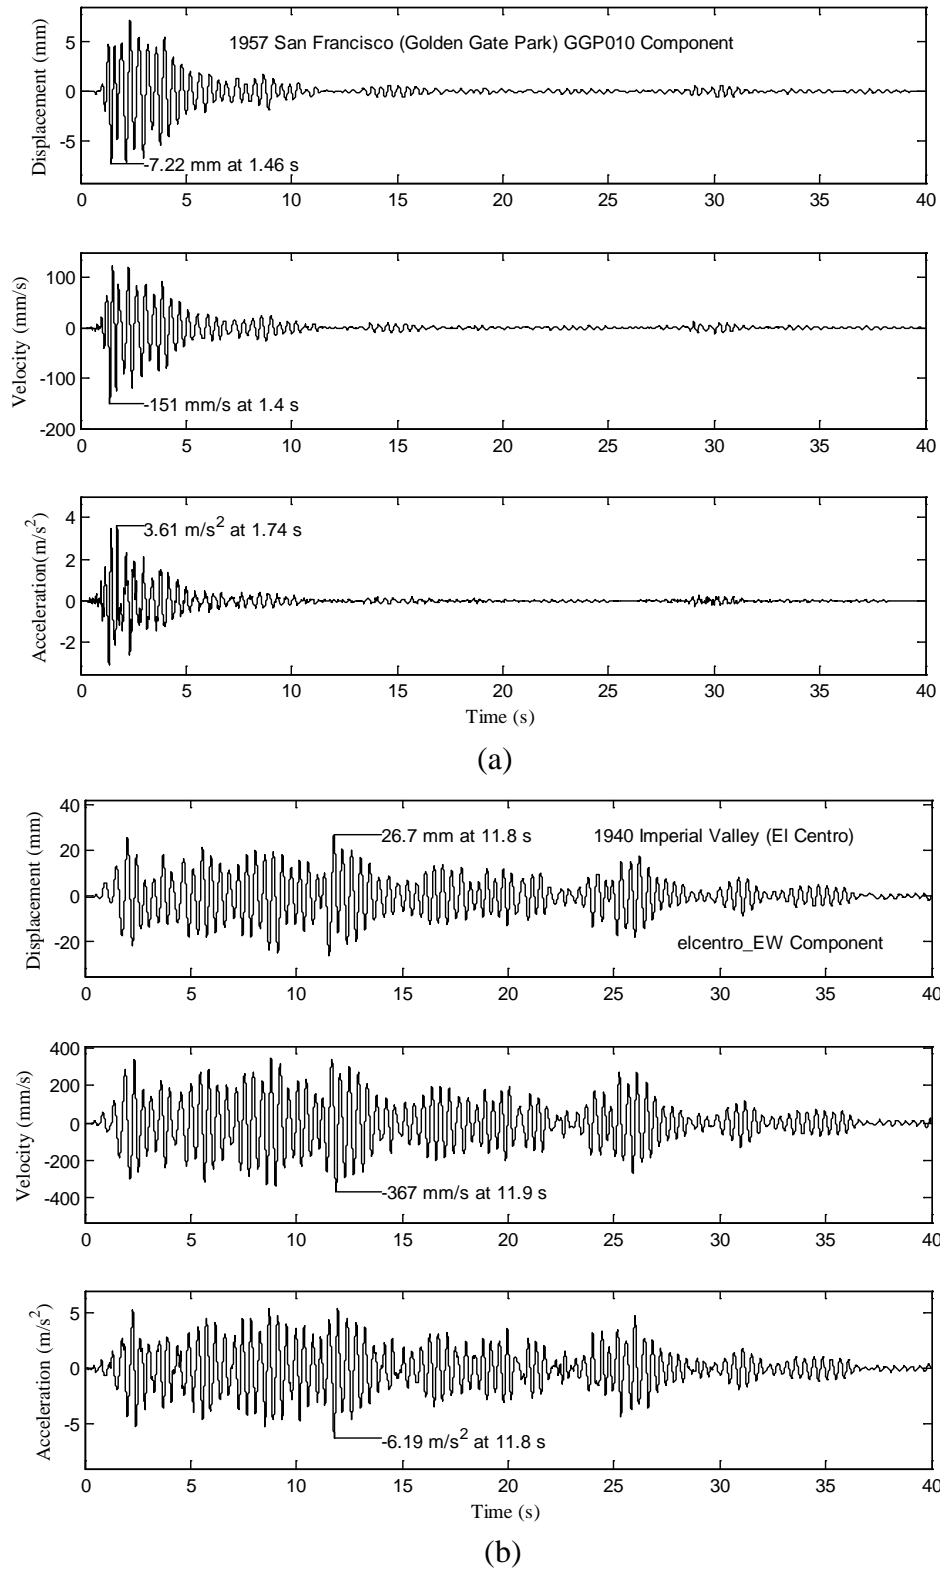 1957 San Francisco (Golden Gate Park) GGP010 Component
Displacement (mm)
5
0
-5
-7.22 mm at 1.46 s
0 5 10 15 20 25 30 35 40
Velocity (mm/s)
100
0
-100
-200
-151 mm/s at 1.4 s
0 5 10 15 20 25 30 35 40
Acceleration(m/s²)
4
2
0
-2
3.61 m/s² at 1.74 s
0 5 10 15 20 25 30 35 40
Time (s)
(a)
Displacement (mm)
40
20
0
-20
26.7 mm at 11.8 s
1940 Imperial Valley (El Centro)
elcentro_EW Component
0 5 10 15 20 25 30 35 40
Velocity (mm/s)
400
200
0
-200
-400
-367 mm/s at 11.9 s
0 5 10 15 20 25 30 35 40
Acceleration (m/s²)
5
0
-5
-6.19 m/s² at 11.8 s
0 5 10 15 20 25 30 35 40
Time (s)
(b)